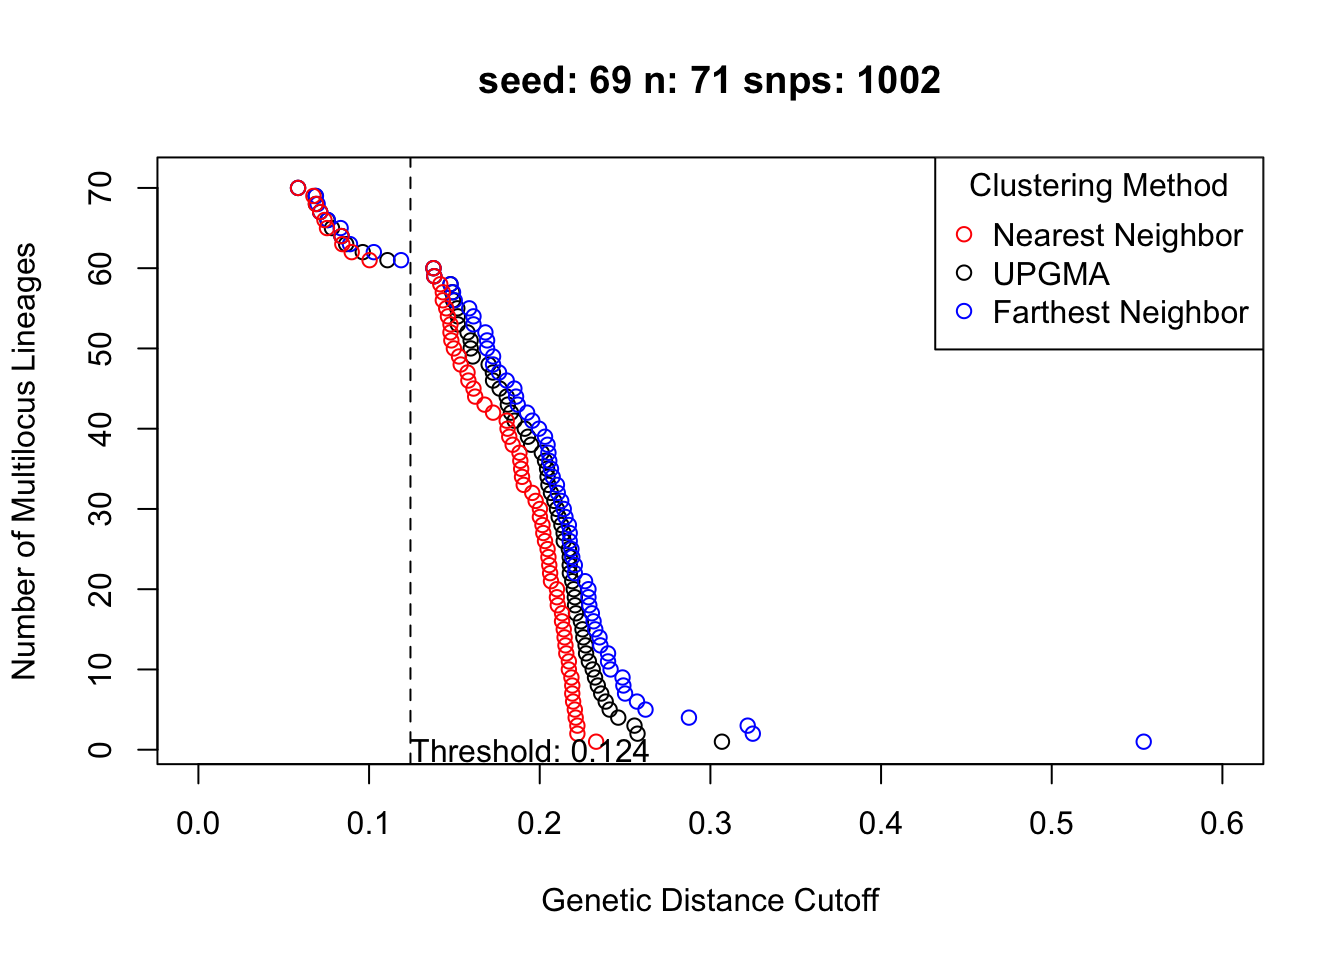 seed: 69 n: 71 snps: 1002
Clustering Method
Nearest Neighbor
UPGMA
Farthest Neighbor
Number of Multilocus Lineages
70
60
50
40
30
20
10
0
Threshold: 0.124
0.0 0.1 0.2 0.3 0.4 0.5 0.6
Genetic Distance Cutoff